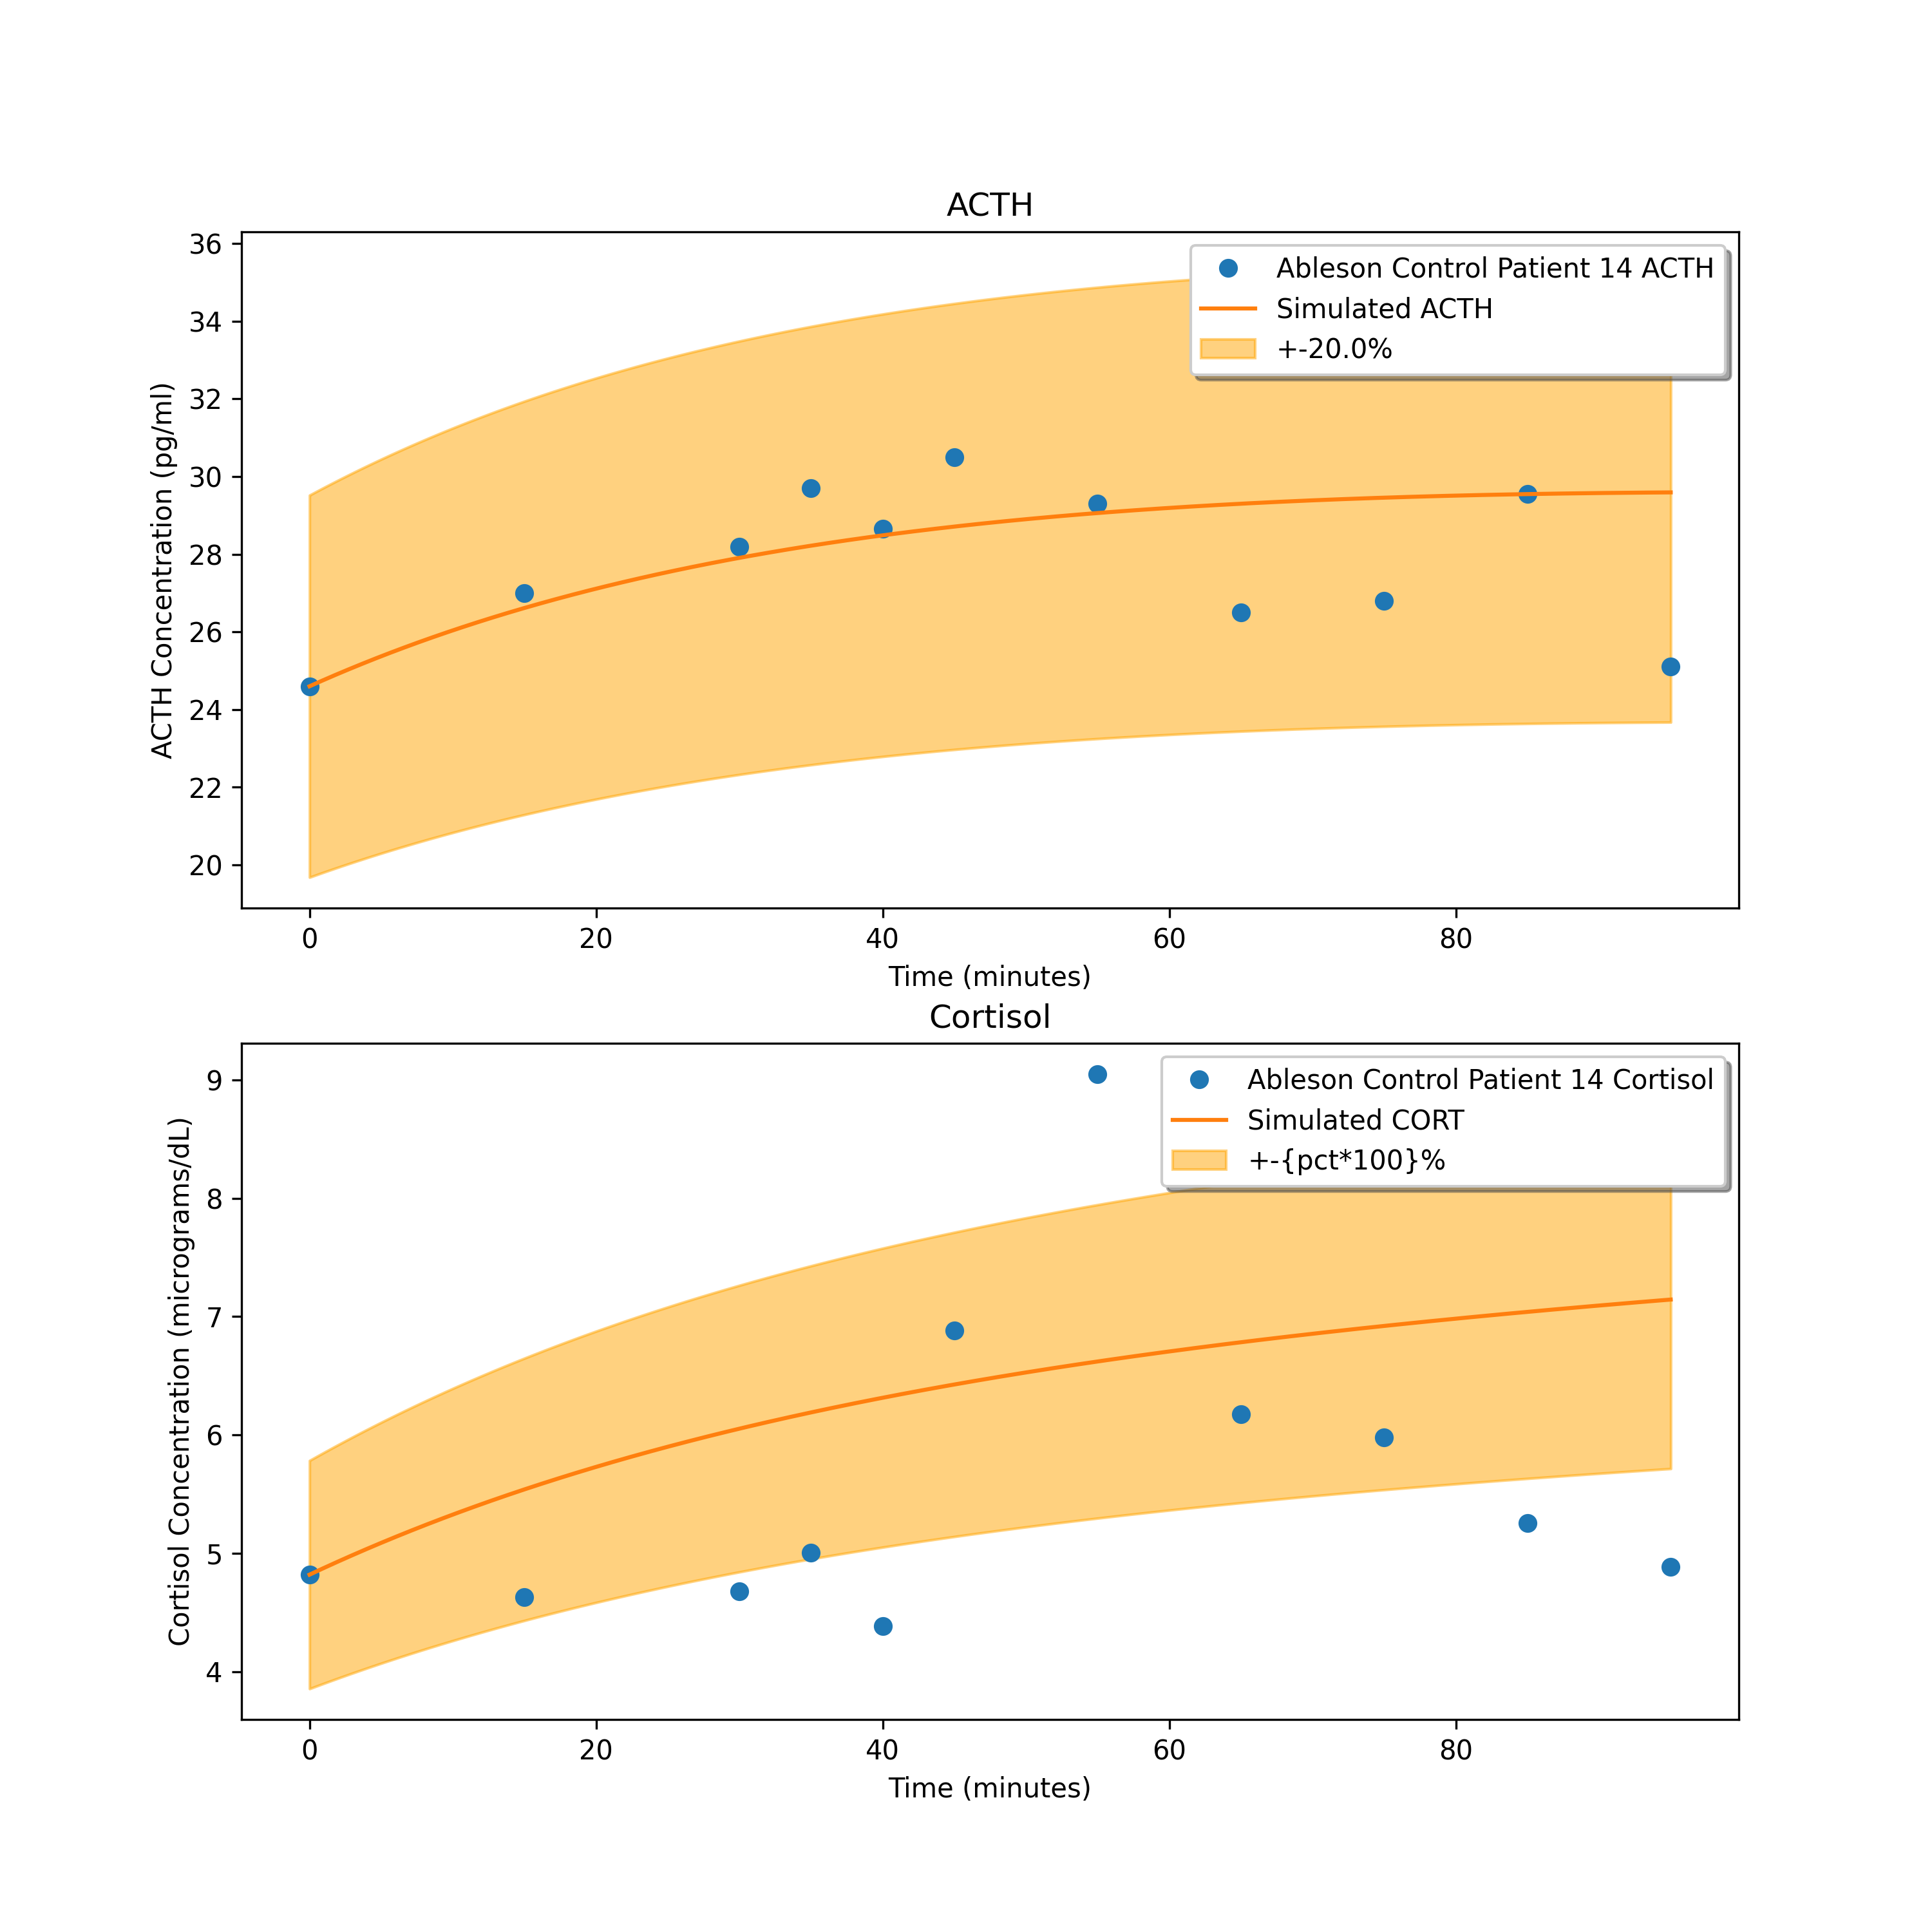 ACTH
36
34
32
30
28
26
24
22
20
ACTH Concentration (pg/ml)
Ableson Control Patient 14 ACTH
Simulated ACTH
+-20.0%
0 20 40 60 80
Time (minutes)
Cortisol
9
8
7
6
5
4
Cortisol Concentration (micrograms/dL)
Ableson Control Patient 14 Cortisol
Simulated CORT
+-{pct*100}%
0 20 40 60 80
Time (minutes)